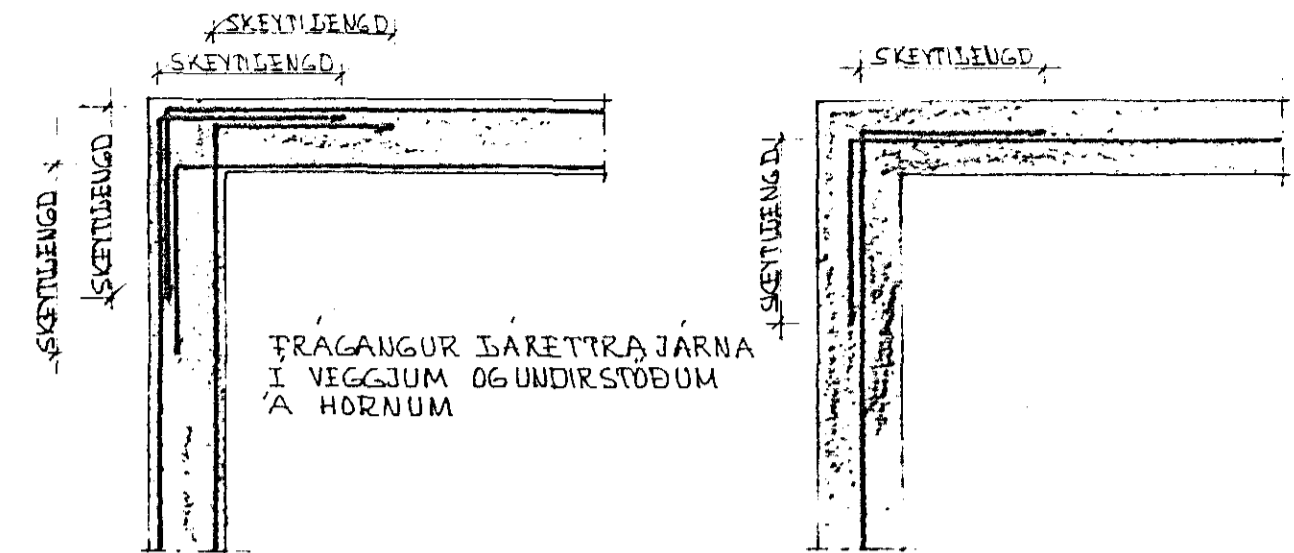 SKEYTILENGD
SKEYTILENGD
SKEYTILENGD
SKEYTILENGD
SKEYTILENGD
SKEYTILENGD
FRÁGANGUR LÁRÉTTRA JÁRNA
Í VEGGJUM OG UNDIRSTÖÐUM
Á HORNUM